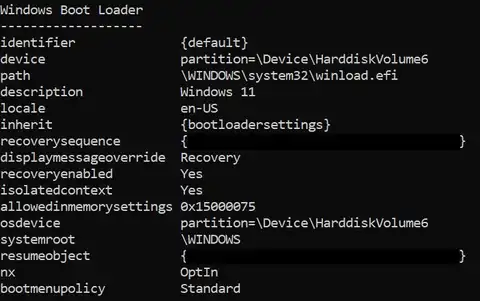 Windows Boot Loader
-------------------
identifier              {default}
device                  partition=\Device\HarddiskVolume6
path                    \WINDOWS\system32\winload.efi
description             Windows 11
locale                  en-US
inherit                 {bootloadersettings}
recoverysequence        {                                    }
displaymessageoverride  Recovery
recoveryenabled         Yes
isolatedcontext         Yes
allowedinmemorysettings 0x15000075
osdevice                partition=\Device\HarddiskVolume6
systemroot              \WINDOWS
resumeobject            {                                    }
nx                      OptIn
bootmenupolicy          Standard